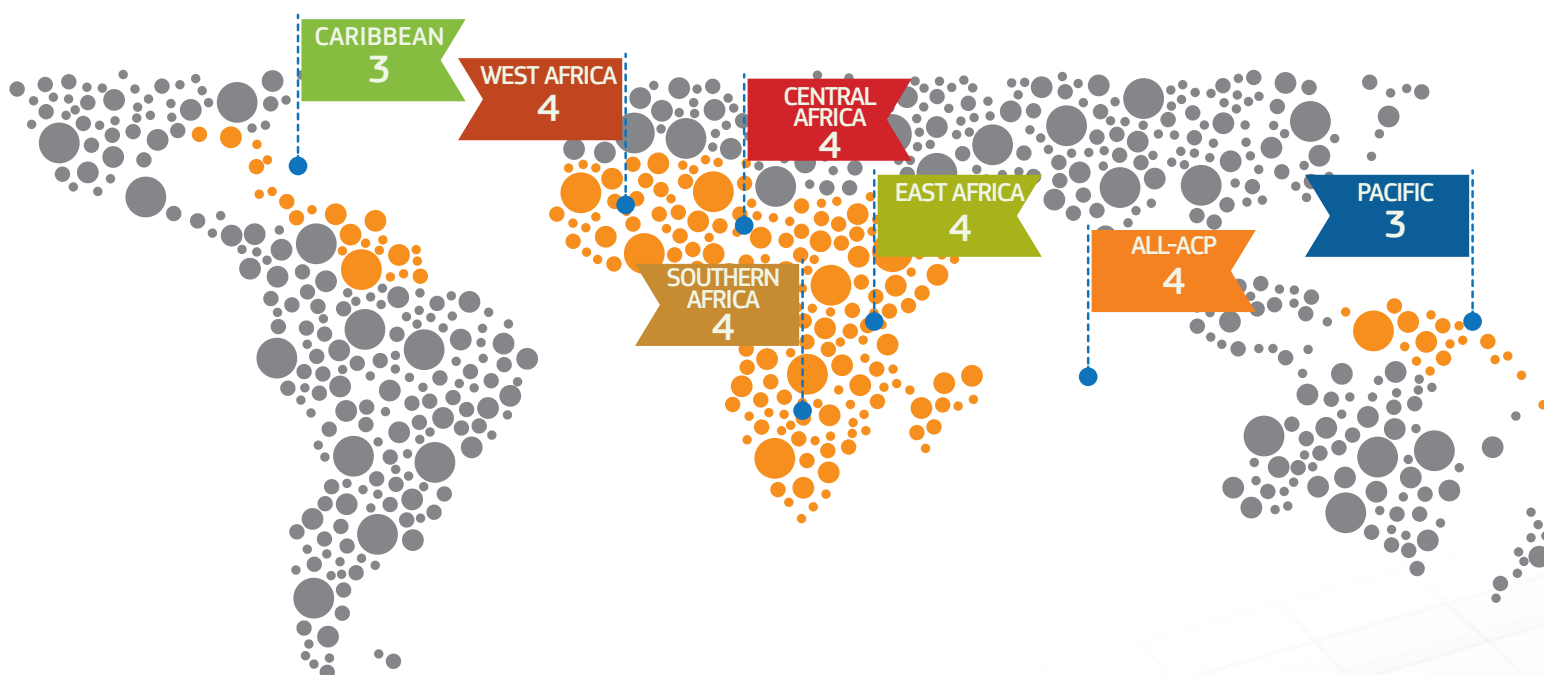 CARIBBEAN
3
WEST AFRICA
4
CENTRAL
AFRICA
4
EAST AFRICA
4
PACIFIC
3
ALL-ACP
4
SOUTHERN
AFRICA
4